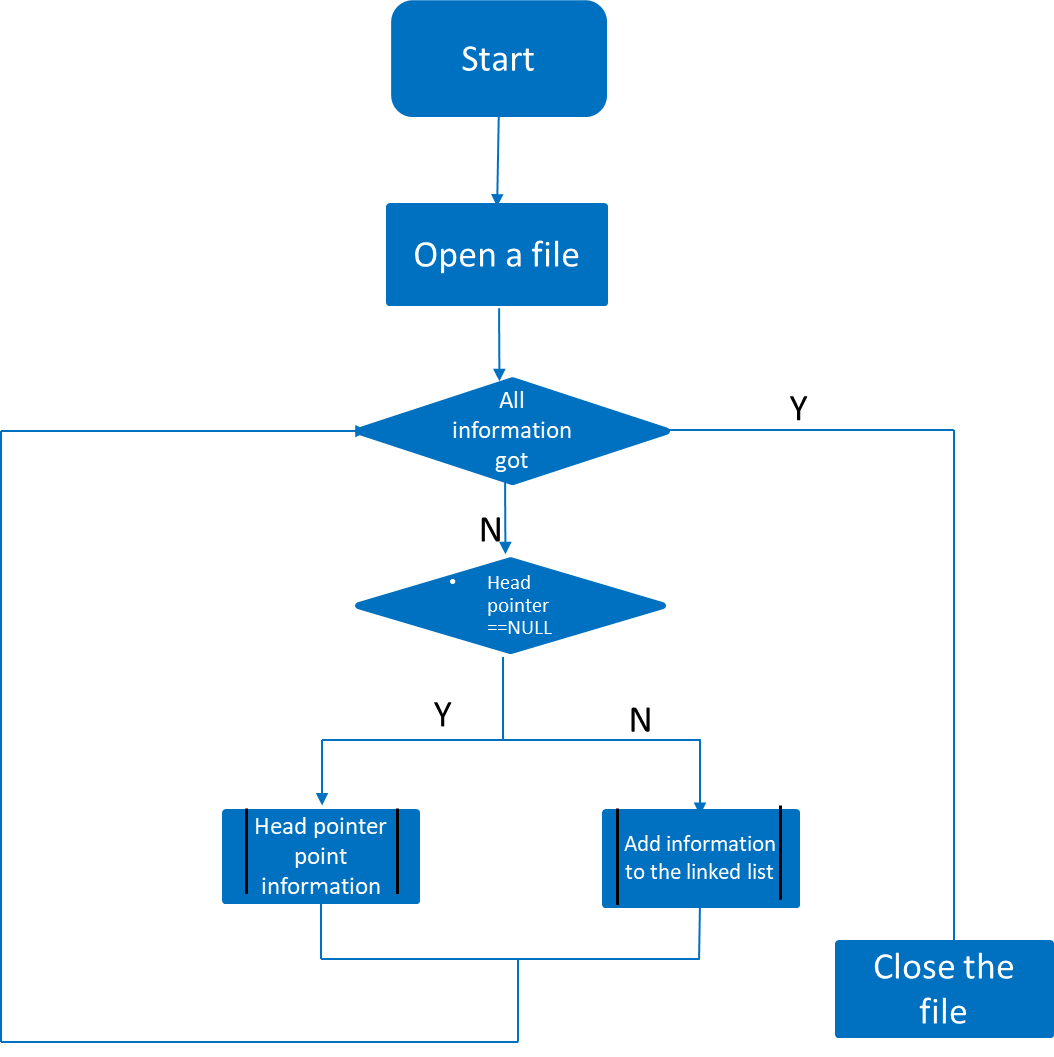 Start
Open a file
All
information
got
Y
N
• Head
pointer
==NULL
Y
N
Head pointer
point
information
Add information
to the linked list
Close the
file